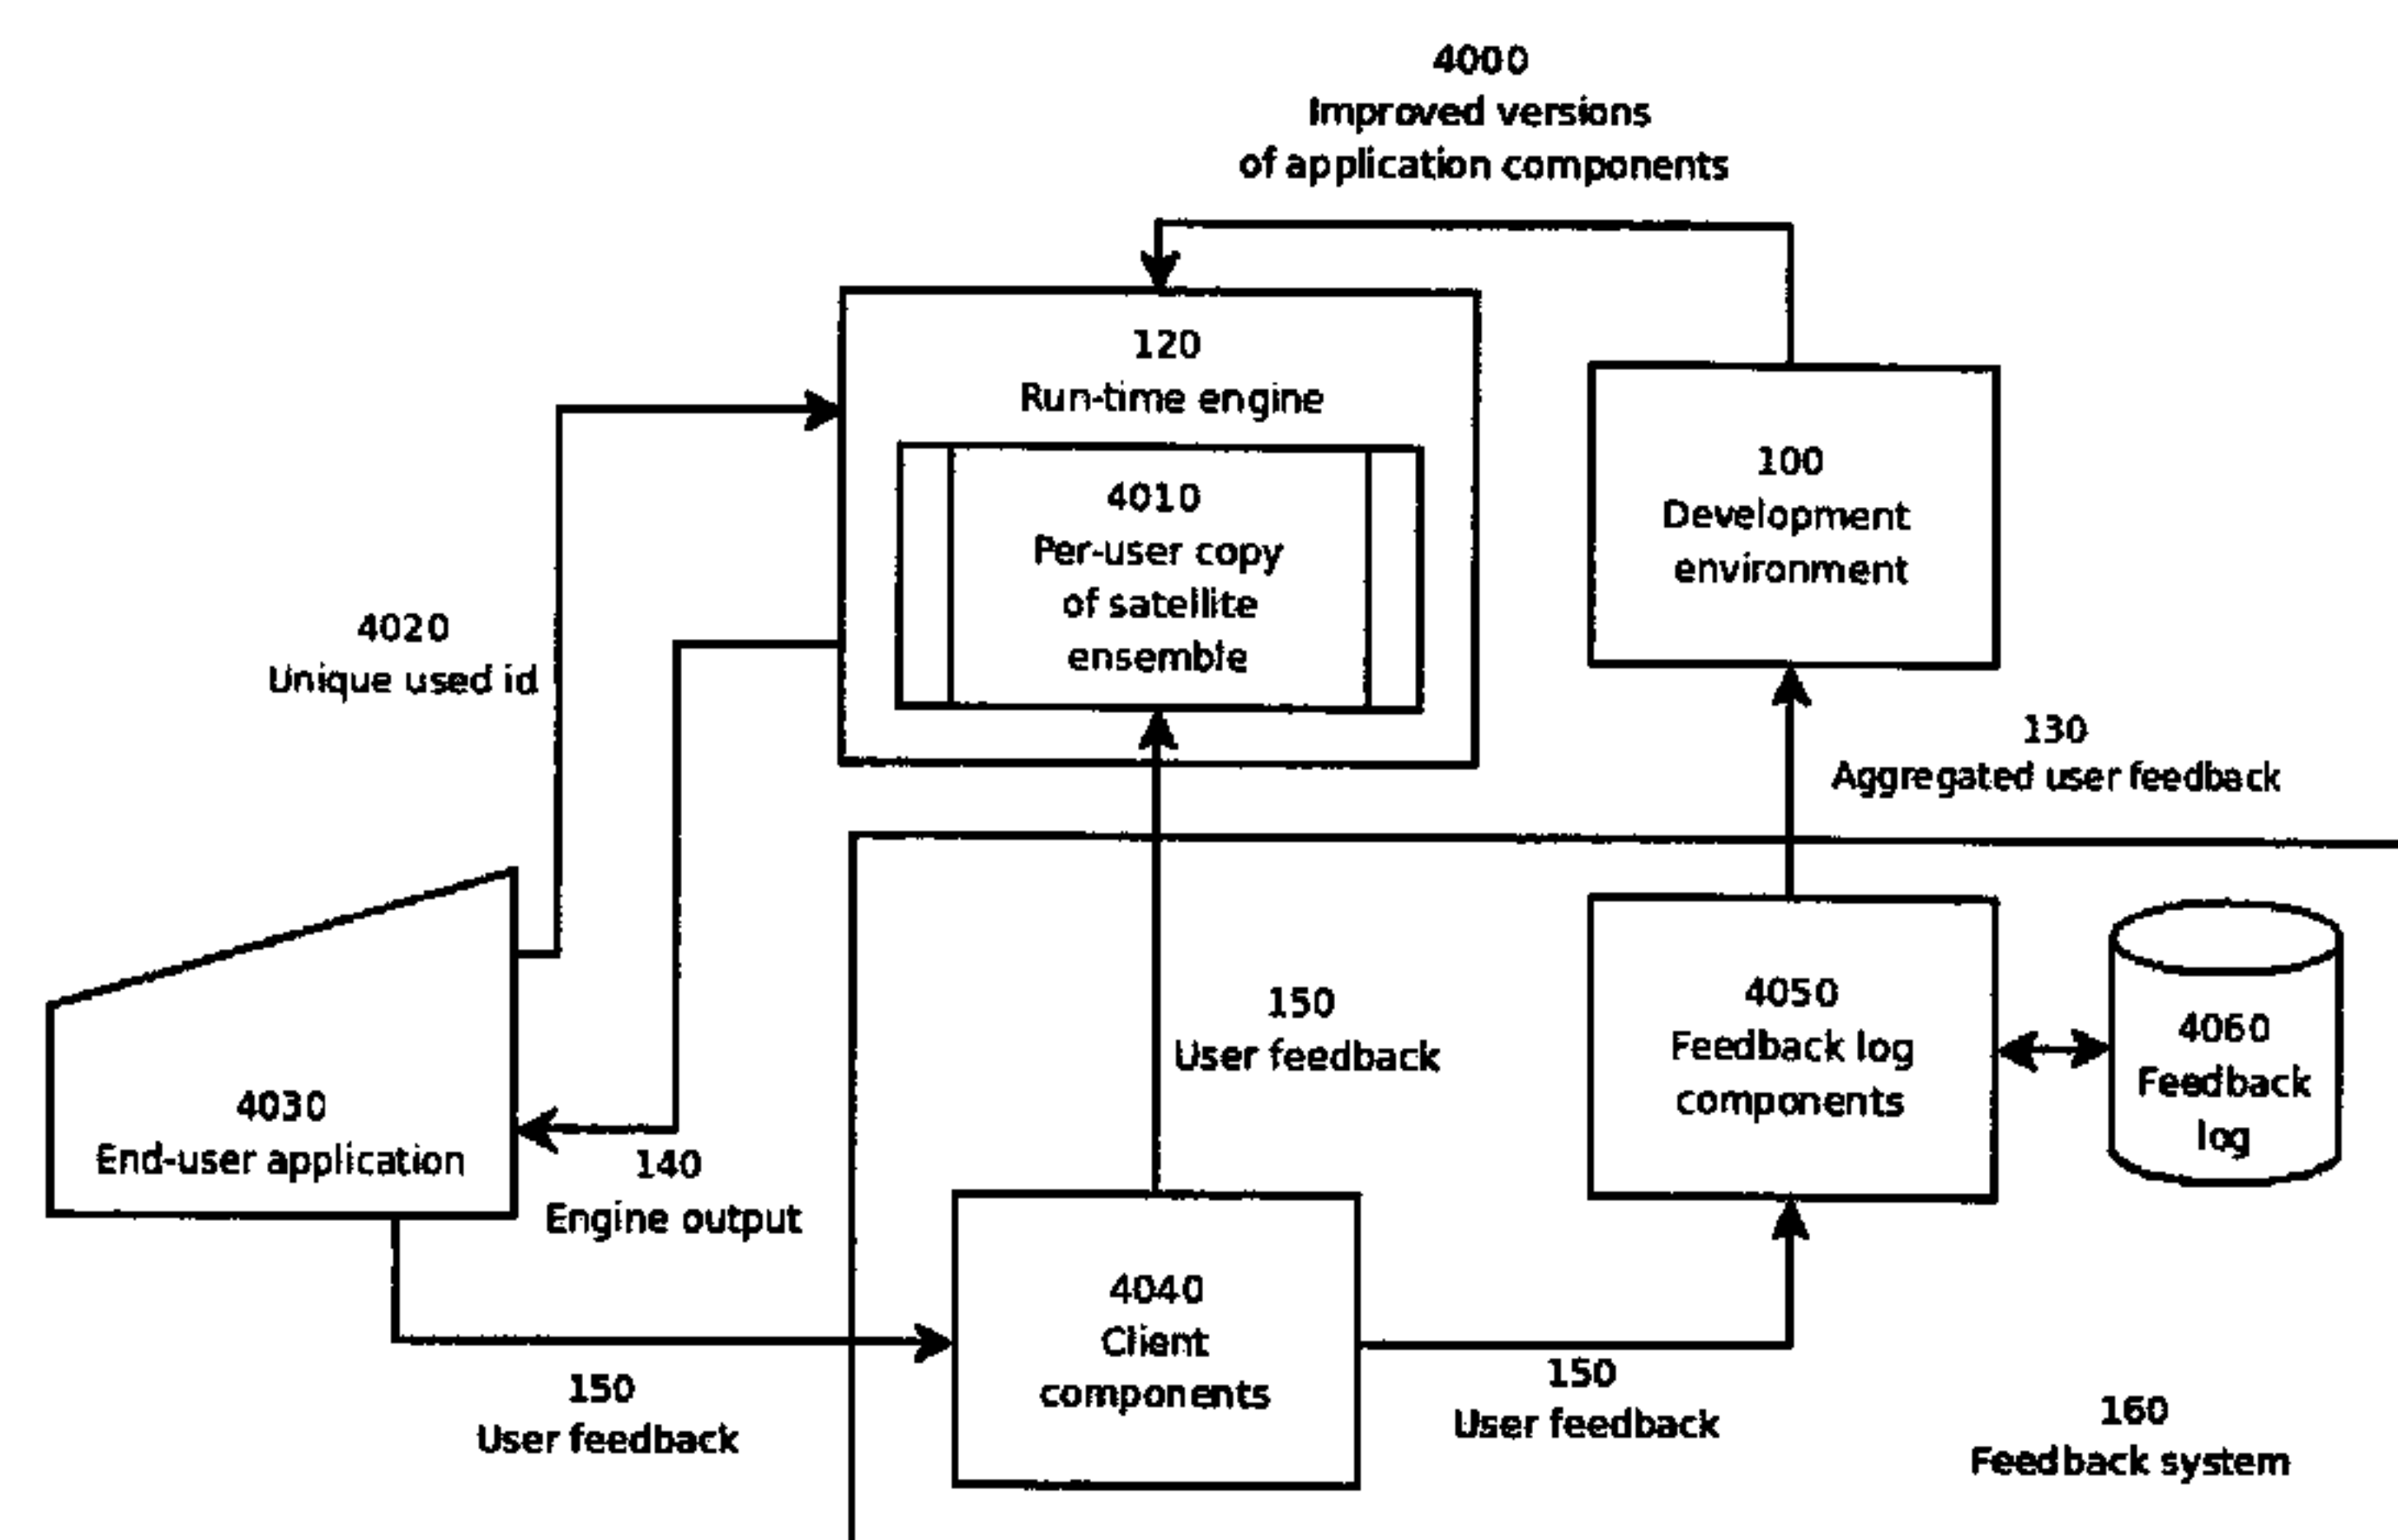 4000
Improved versions
of application components
120
Run-time engine
4010
Per-user copy
of satellite
ensemble
100
Development
environment
4020
Unique used id
130
Aggregated user feedback
4030
End-user application
140
Engine output
150
User feedback
4050
Feedback log
components
4060
Feedback
log
4040
Client
components
150
User feedback
150
User feedback
160
Feedback system